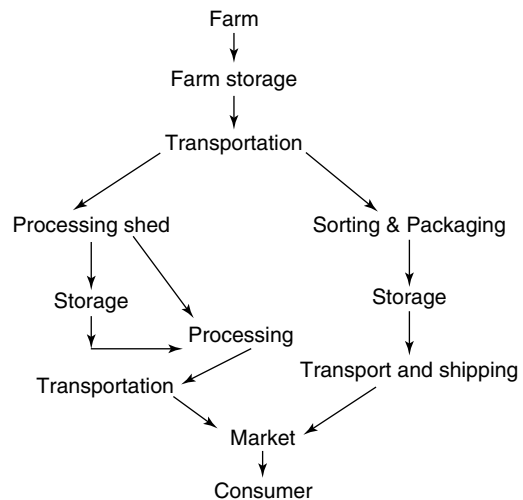 Farm
Farm storage
Transportation
Processing shed
Sorting & Packaging
Storage
Storage
Processing
Transport and shipping
Transportation
Market
Consumer